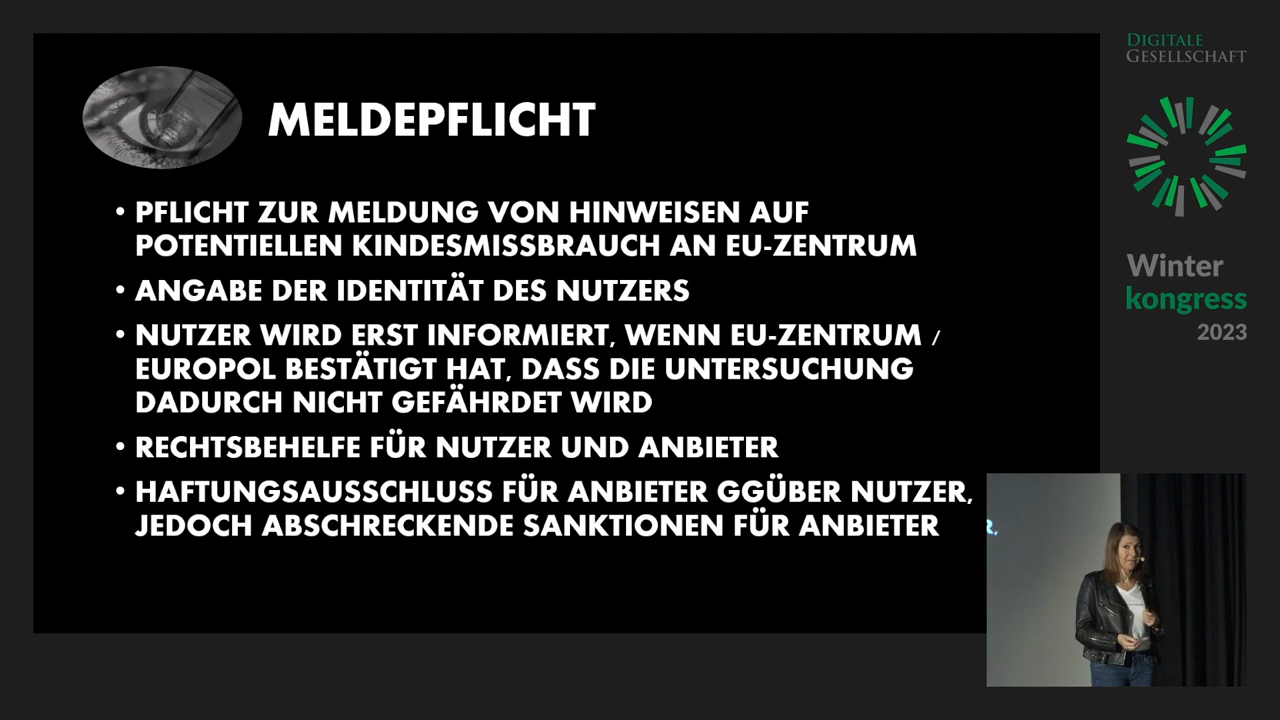 MELDEPFLICHT
• PFLICHT ZUR MELDUNG VON HINWEISEN AUF
POTENTIELLEN KINDESMISSBRAUCH AN EU-ZENTRUM
• ANGABE DER IDENTITÄT DES NUTZERS
• NUTZER WIRD ERST INFORMIERT, WENN EU-ZENTRUM /
EUROPOL BESTÄTIGT HAT, DASS DIE UNTERSUCHUNG
DADURCH NICHT GEFÄHRDET WIRD
• RECHTSBEHELFE FÜR NUTZER UND ANBIETER
• HAFTUNGSAUSSCHLUSS FÜR ANBIETER GGÜBER NUTZER,
JEDOCH ABSCHRECKENDE SANKTIONEN FÜR ANBIETER
DIGITALE
GESELLSCHAFT
Winter
kongress
2023
R,